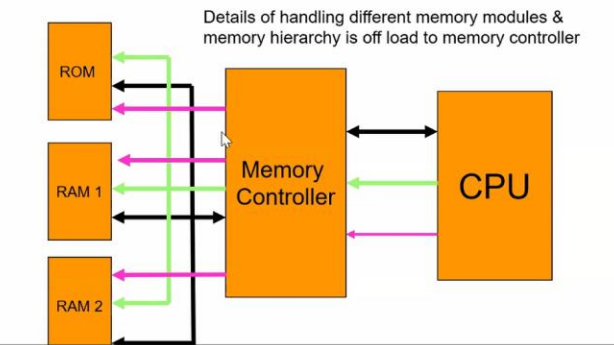 Details of handling different memory modules &
memory hierarchy is off load to memory controller
ROM
RAM 1
RAM 2
Memory
Controller
CPU